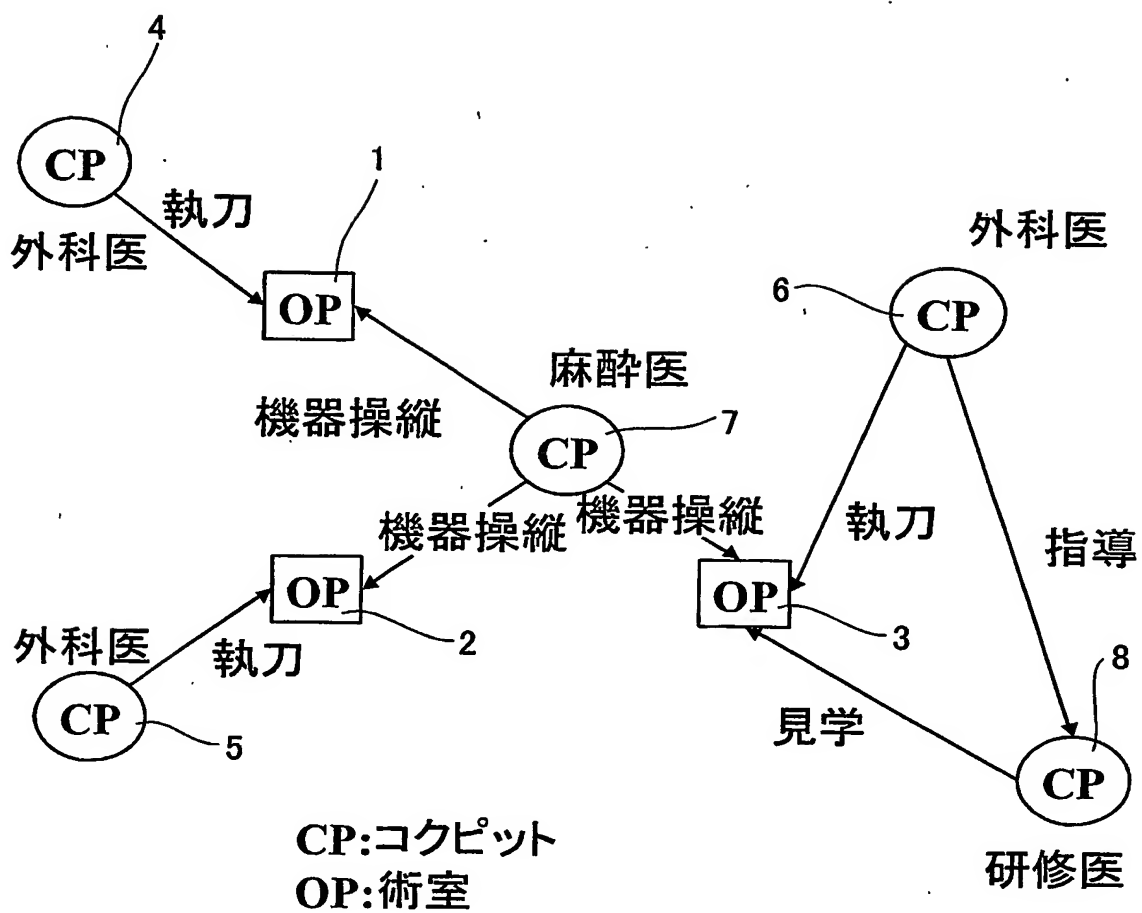 4
CP
外科医
執刀
1
OP
外科医
6
CP
麻酔医
機器操縦
7
CP
機器操縦
機器操縦
執刀
指導
OP
2
OP
3
外科医
執刀
CP
5
見学
8
CP
研修医
CP:コクピット
OP:術室